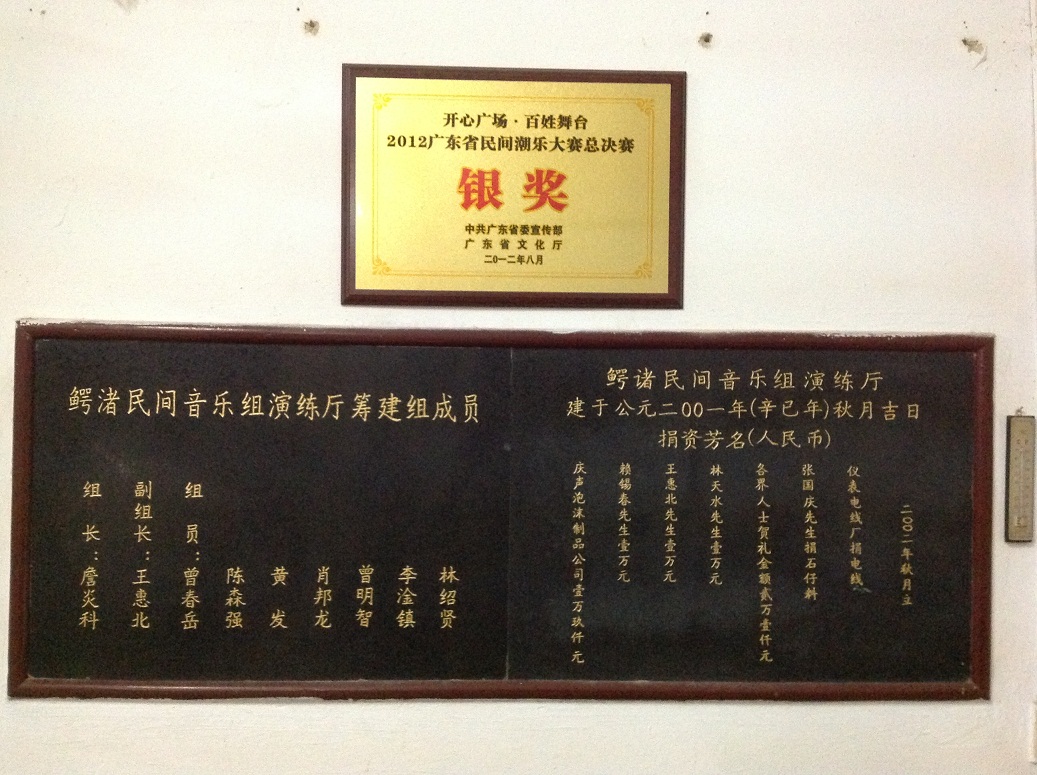 开心广场·百姓舞台
2012广东省民间潮乐大赛总决赛
银奖
中共广东省委宣传部
广东省文化厅
二0一二年八月
鳄渚民间音乐组演练厅筹建组成员
组长：詹炎科
副组长：王惠北
组员：曾春岳
陈森强
黄发
肖邦龙
曾明智
李淦镇
林绍贤
鳄诸民间音乐组演练厅
建于公元二00一年(辛巳年)秋月吉日
捐资芳名(人民币)
庆声泡沫制品公司壹万玖仟元
赖锡春先生壹万元
王惠北先生壹万元
林天水先生壹万元
各界人士贺礼金额贰万壹仟元
张国庆先生捐石仔料
仪表电线厂捐电线
二00二年秋月立